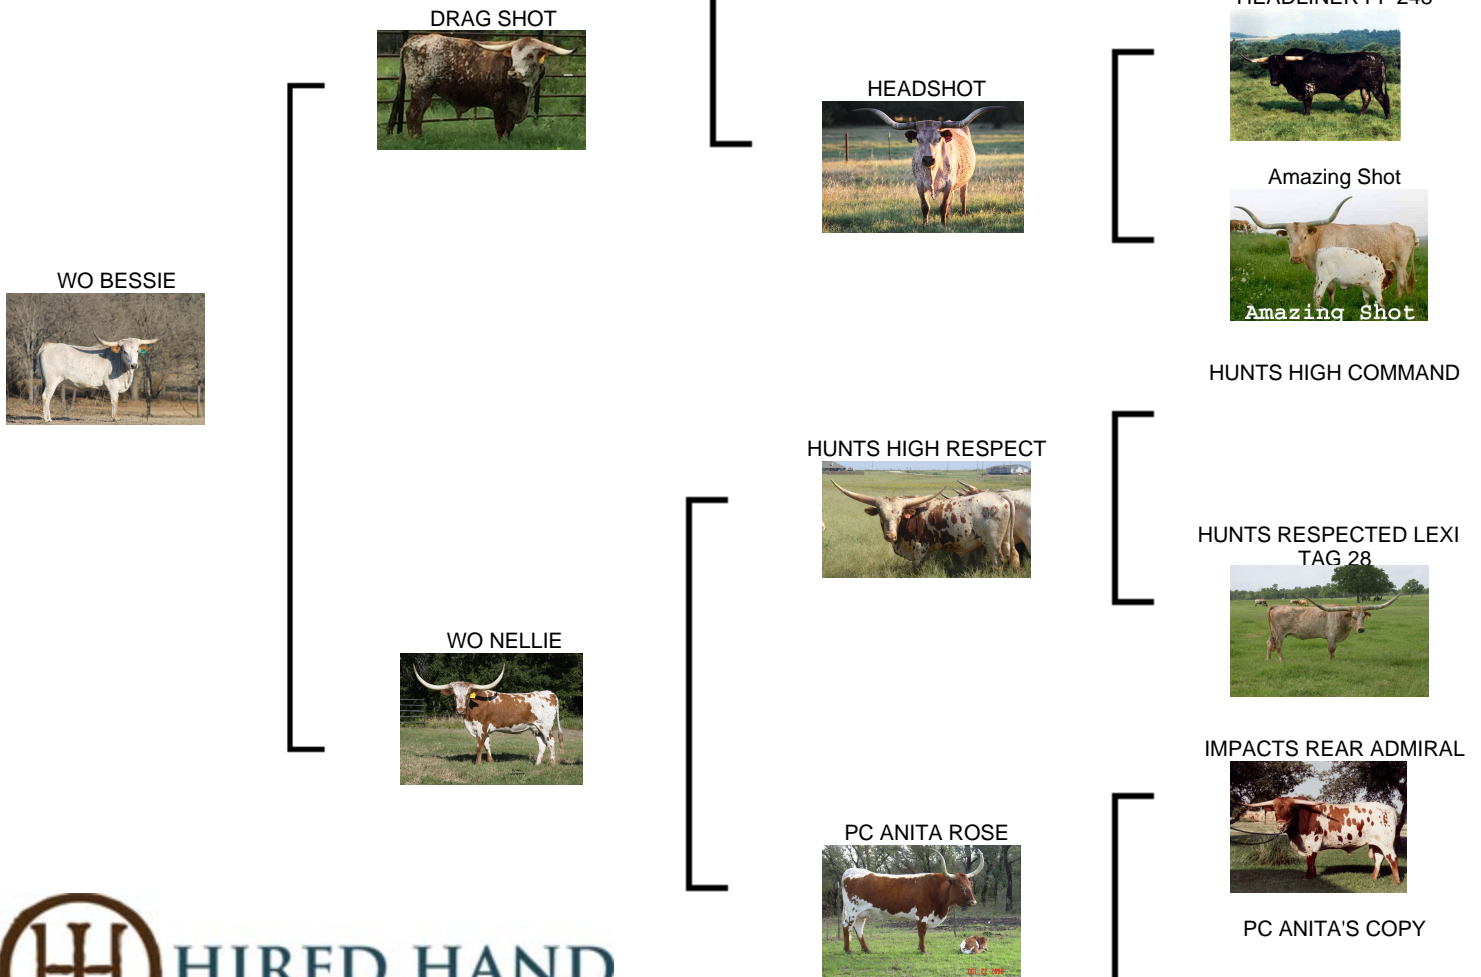 DRAG SHOT
HEADSHOT
Amazing Shot
Amazing Shot
WO BESSIE
HUNTS HIGH COMMAND
HUNTS HIGH RESPECT
HUNTS RESPECTED LEXI
TAG 28
WO NELLIE
IMPACTS REAR ADMIRAL
PC ANITA ROSE
PC ANITA'S COPY
HIRED HAND